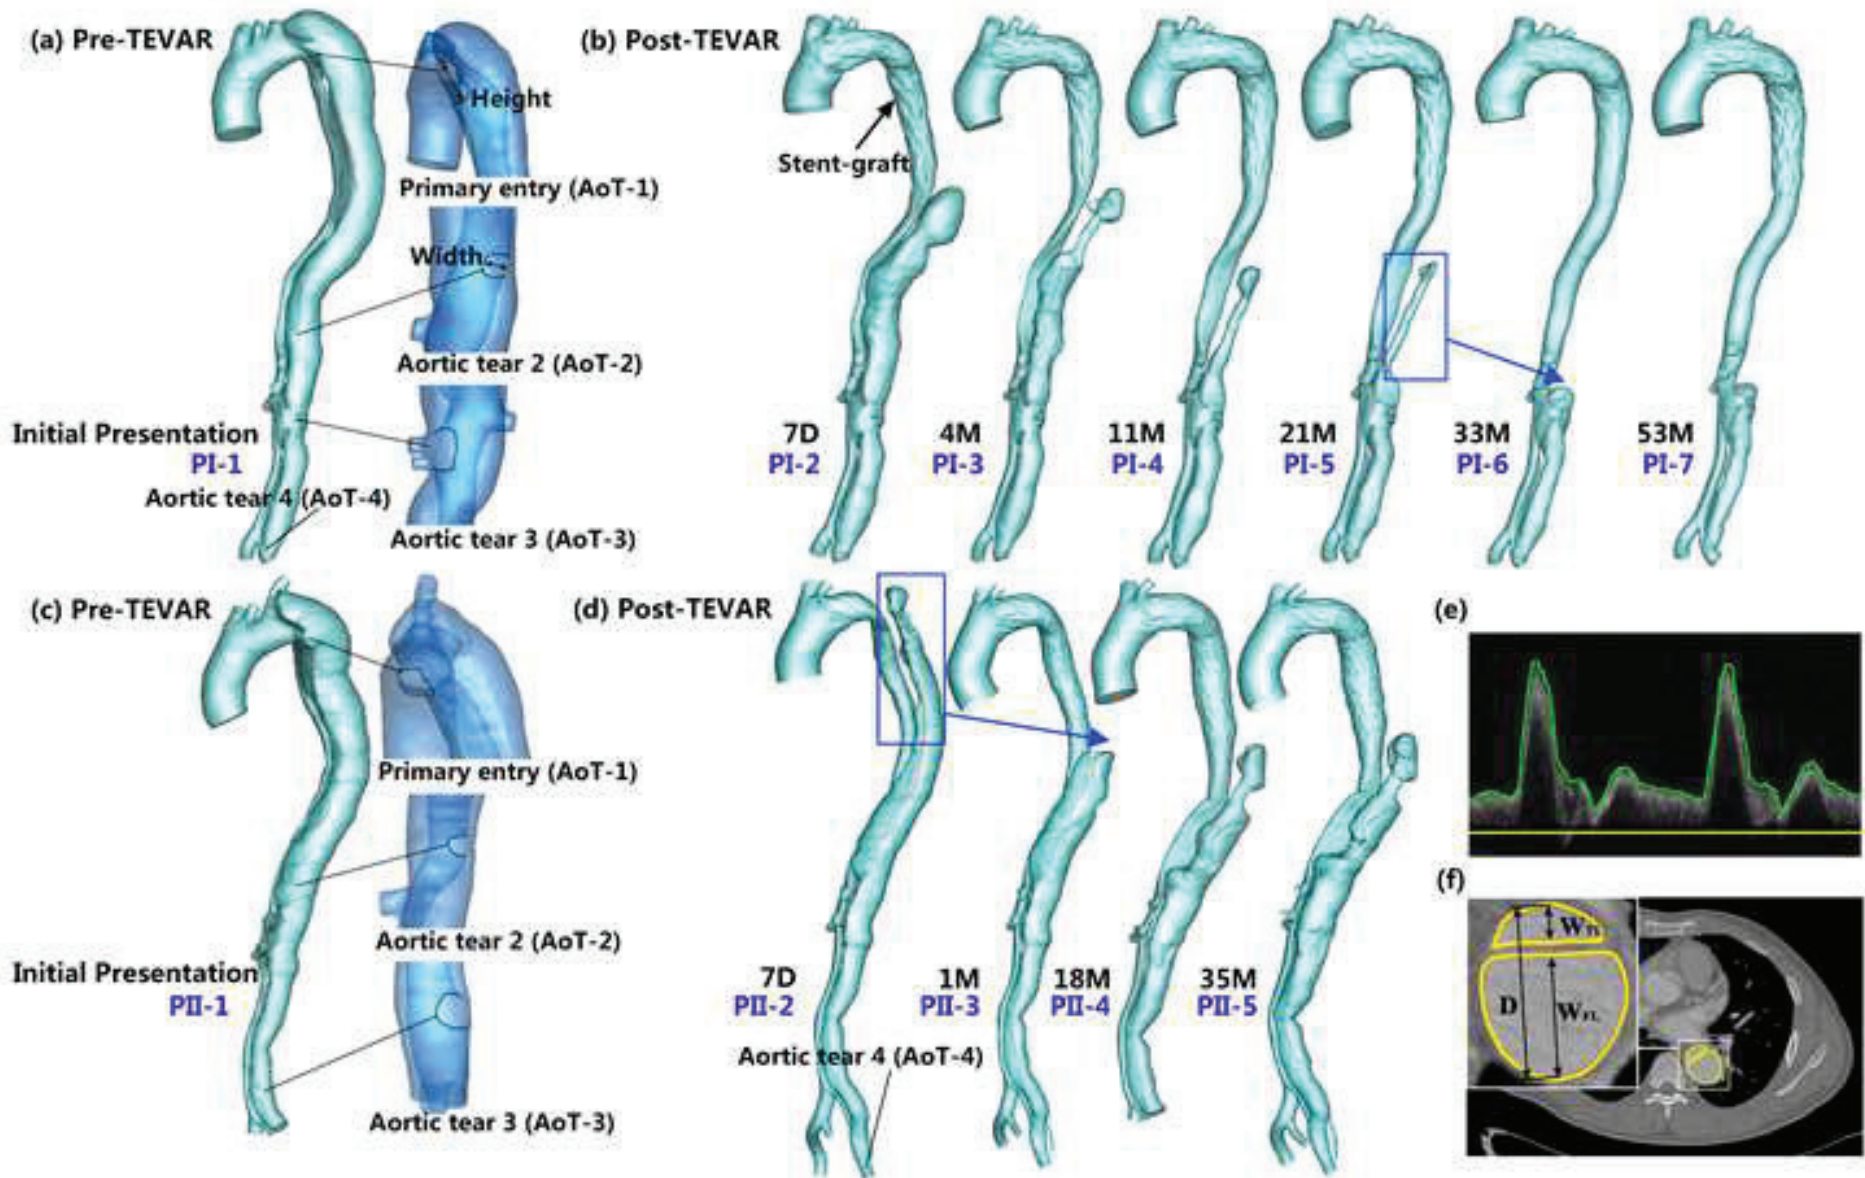 (a) Pre-TEVAR
Height
Primary entry (AoT-1)
Width
Aortic tear 2 (AoT-2)
Initial Presentation
PI-1
Aortic tear 4 (AoT-4)
Aortic tear 3 (AoT-3)
(b) Post-TEVAR
Stent-graft
7D
PI-2
4M
PI-3
11M
PI-4
21M
PI-5
33M
PI-6
53M
PI-7
(c) Pre-TEVAR
Primary entry (AoT-1)
Aortic tear 2 (AoT-2)
Initial Presentation
PII-1
Aortic tear 3 (AoT-3)
(d) Post-TEVAR
7D
PII-2
1M
PII-3
18M
PII-4
35M
PII-5
Aortic tear 4 (AoT-4)
(e)
(f)
WTL
D
WFL